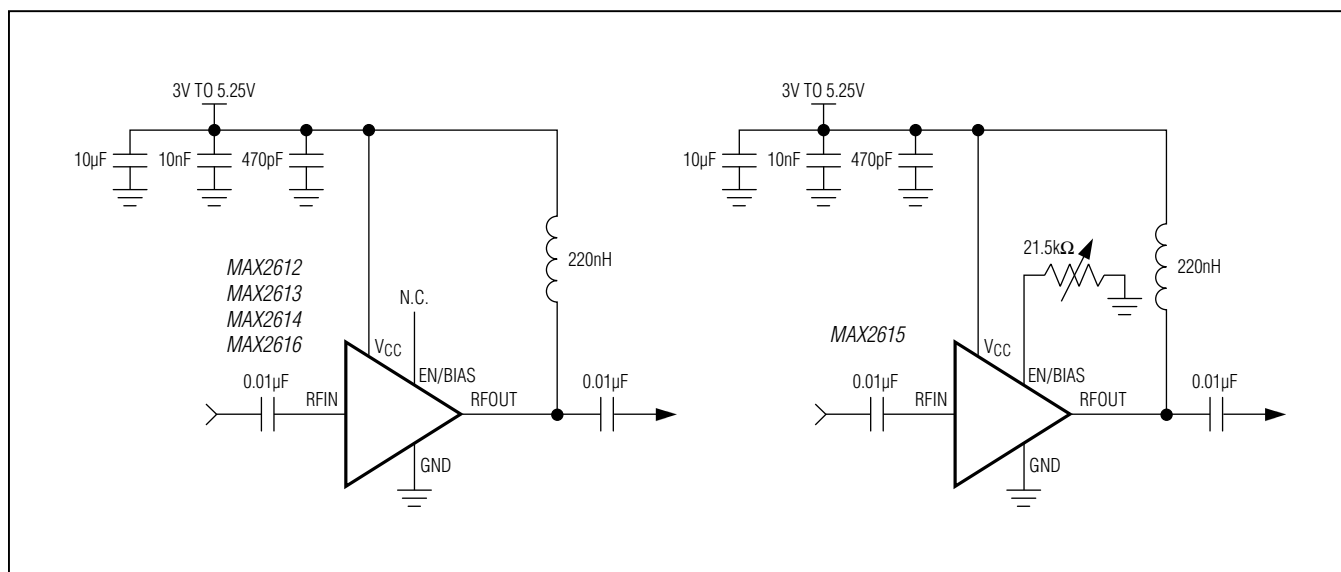 3V TO 5.25V
10µF
10nF
470pF
220nH
MAX2612
MAX2613
MAX2614
MAX2616
N.C.
VCC
EN/BIAS
0.01µF
RFIN
RFOUT
0.01µF
GND
3V TO 5.25V
10µF
10nF
470pF
21.5kΩ
220nH
MAX2615
VCC
EN/BIAS
0.01µF
RFIN
RFOUT
0.01µF
GND